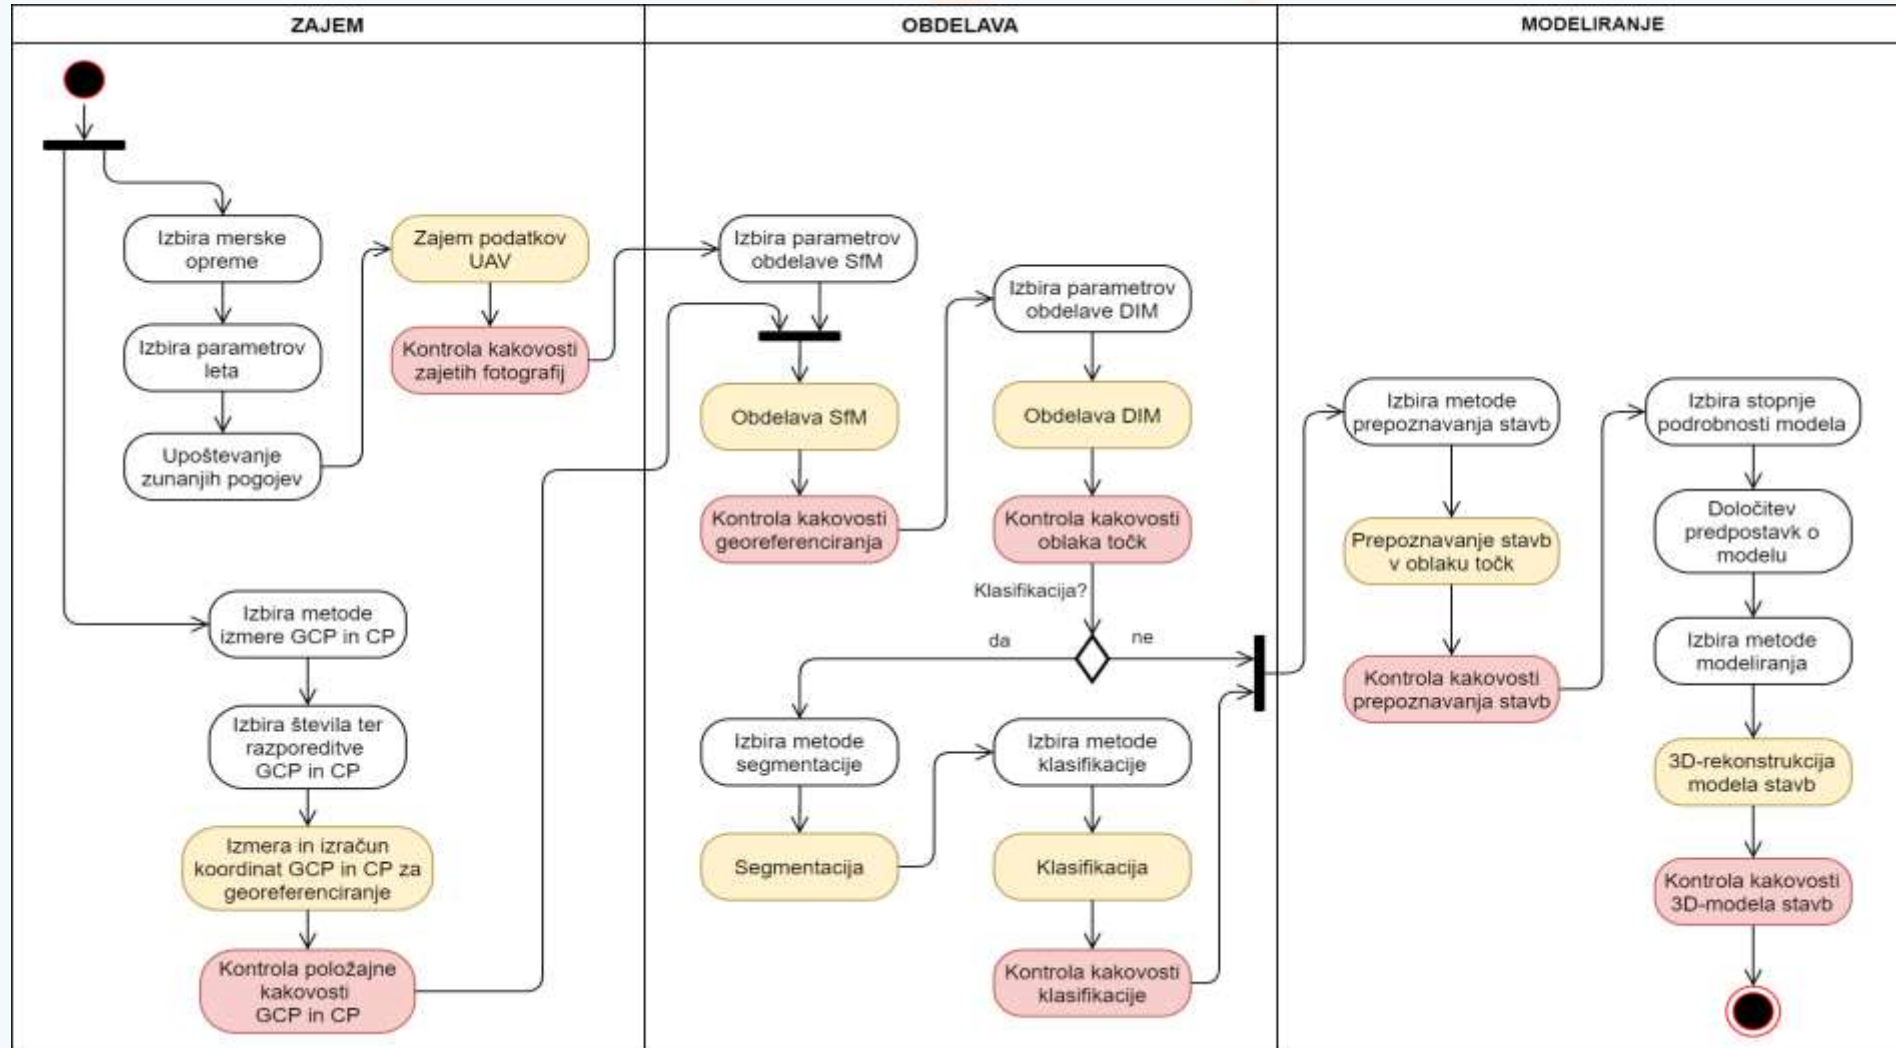 ZAJEM
OBDELAVA
MODELIRANJE
Izbira merske
opreme
Izbira parametrov
leta
Upoštevanje
zunanjih pogojev
Zajem podatkov
UAV
Kontrola kakovosti
zajetih fotografij
Izbira metode
izmere GCP in CP
Izbira števila ter
razporeditve
GCP in CP
Izmera in izračun
koordinat GCP in CP za
georeferenciranje
Kontrola položajne
kakovosti
GCP in CP
Izbira parametrov
obdelave SfM
Obdelava SfM
Kontrola kakovosti
georeferenciranja
Izbira parametrov
obdelave DIM
Obdelava DIM
Kontrola kakovosti
oblaka točk
Klasifikacija?
da
ne
Izbira metode
segmentacije
Segmentacija
Izbira metode
klasifikacije
Klasifikacija
Kontrola kakovosti
klasifikacije
Izbira metode
prepoznavanja stavb
Prepoznavanje stavb
v oblaku točk
Kontrola kakovosti
prepoznavanja stavb
Izbira stopnje
podrobnosti modela
Določitev
predpostavk o
modelu
Izbira metode
modeliranja
3D-rekonstrukcija
modela stavb
Kontrola kakovosti
3D-modela stavb